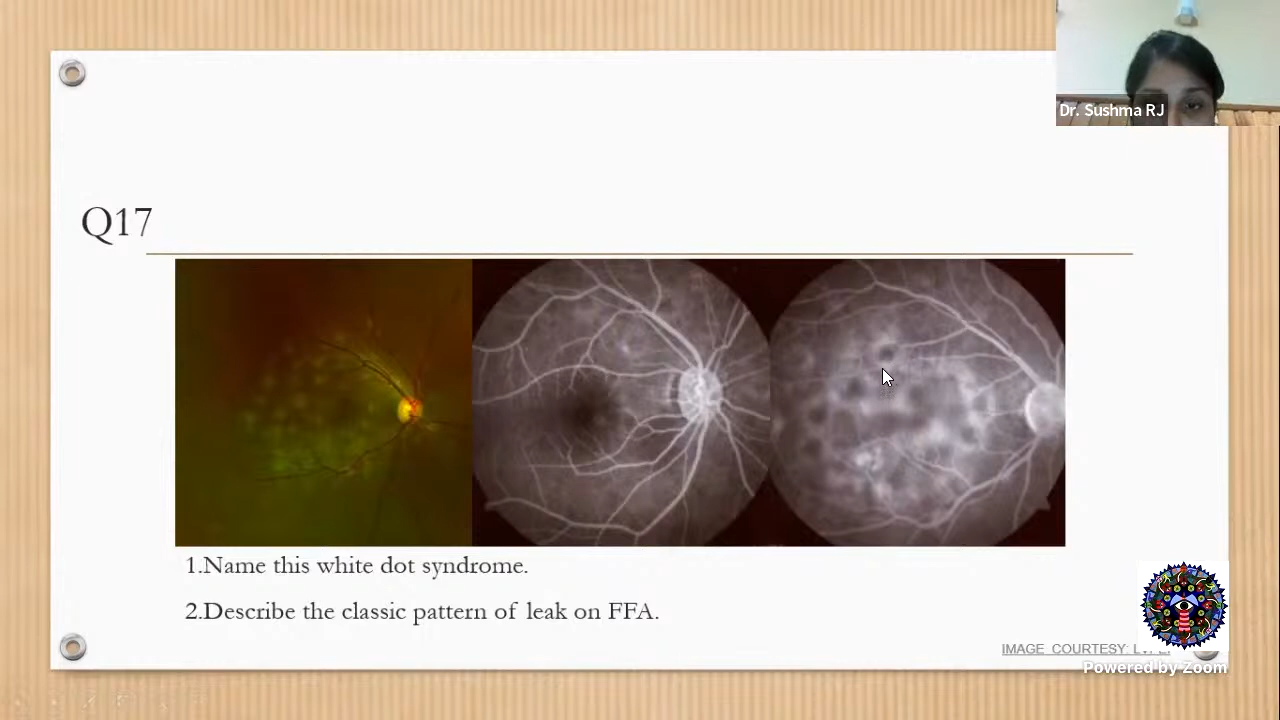 Dr. Sushma RJ
Q17
1.Name this white dot syndrome.
2.Describe the classic pattern of leak on FFA.
IMAGE COURTESY:
Powered by Zoom